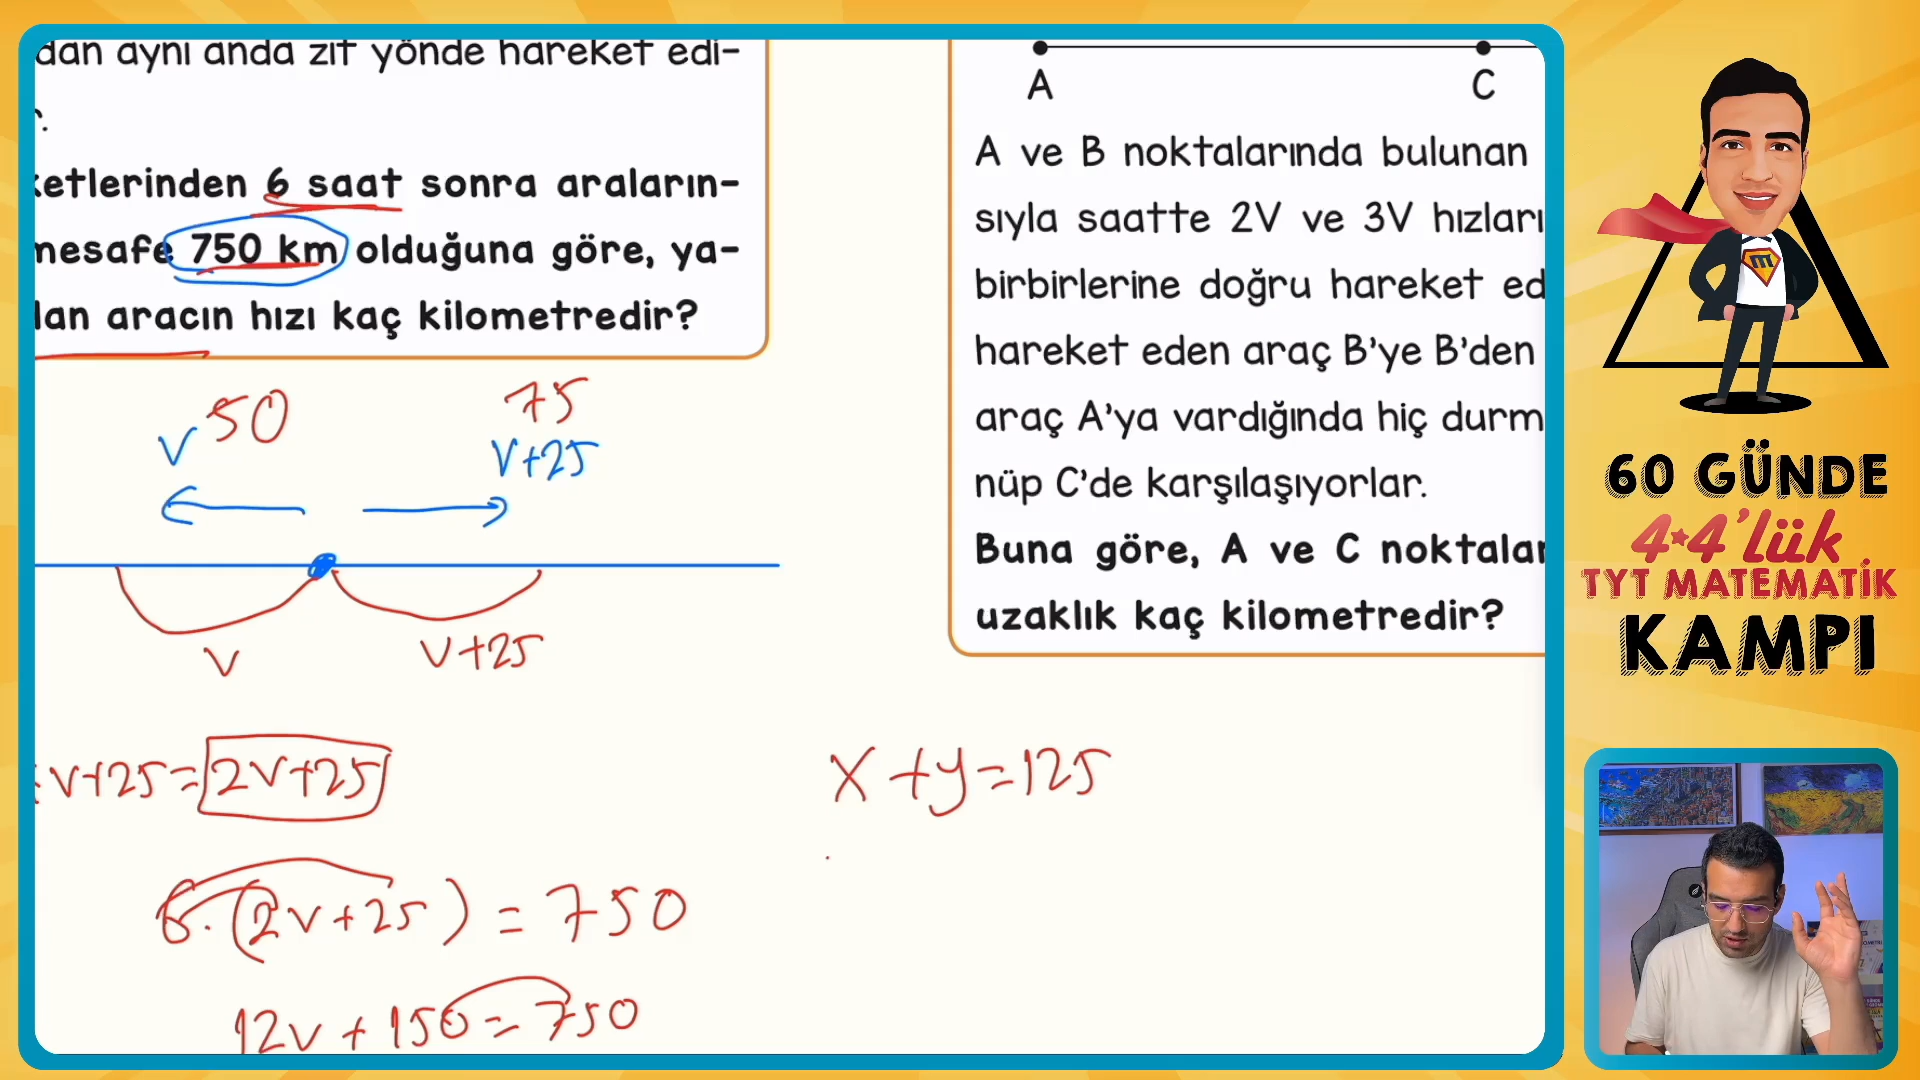 dan aynı anda zıt yönde hareket edi-
r.
ketlerinden 6 saat sonra araların-
mesafe 750 km olduğuna göre, ya-
lan aracın hızı kaç kilometredir?
50
75
V
V+25
V
V+25
V+25=2V+25
6.(2V+25)=750
12V+150=750
A
C
A ve B noktalarında bulunan
sıyla saatte 2V ve 3V hızları
birbirlerine doğru hareket ed
hareket eden araç B'ye B'den
araç A'ya vardığında hiç durm
nüp C'de karşılaşıyorlar.
Buna göre, A ve C noktalar
uzaklık kaç kilometredir?
x+y=125
m
60 GÜNDE
4★4'lük
TYT MATEMATİK
KAMPI